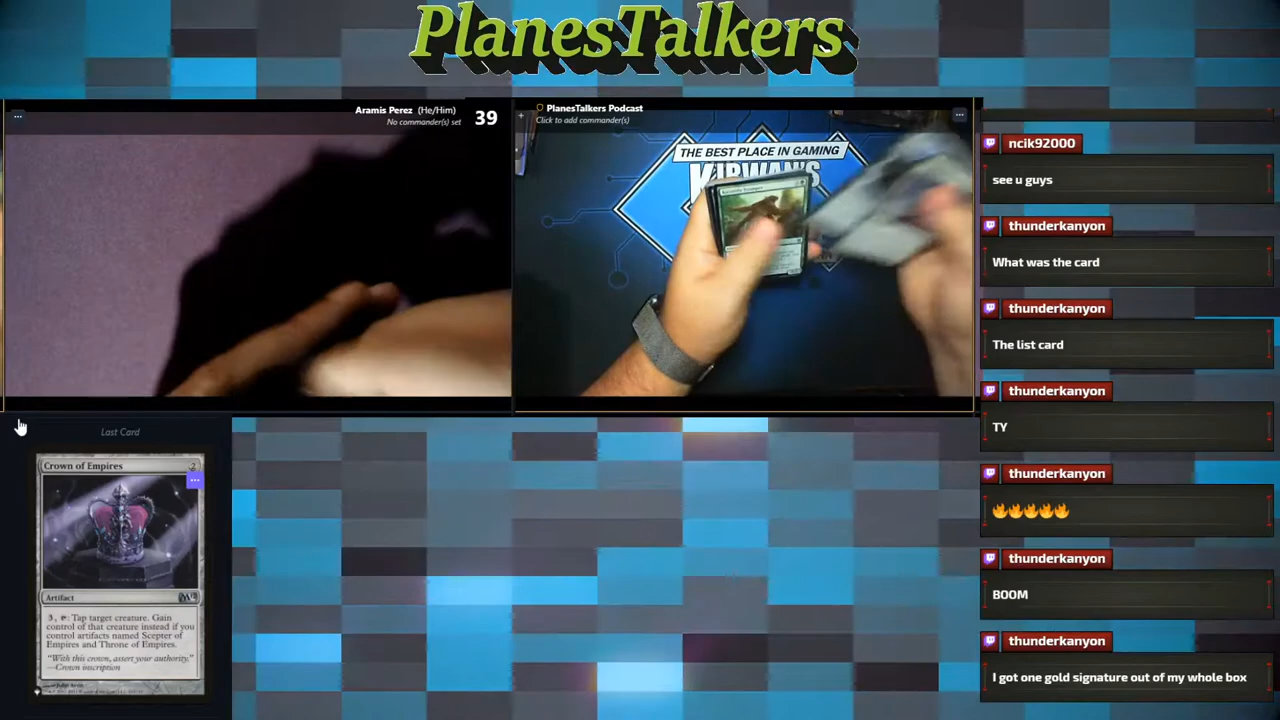 PlanesTalkers
Aramis Perez (He/Him)
No commander(s) set
39
PlanesTalkers Podcast
Click to add commander(s)
THE BEST PLACE IN GAMING
KIRWAN'S
ncik92000
see u guys
thunderkanyon
What was the card
thunderkanyon
The list card
thunderkanyon
TY
thunderkanyon
🔥🔥🔥🔥🔥
thunderkanyon
BOOM
thunderkanyon
I got one gold signature out of my whole box
Last Card
Crown of Empires 2
Artifact
3, T: Tap target creature. Gain
control of that creature instead if you
control artifacts named Scepter of
Empires and Throne of Empires.
"With this crown, assert your authority."
—Crown inscription